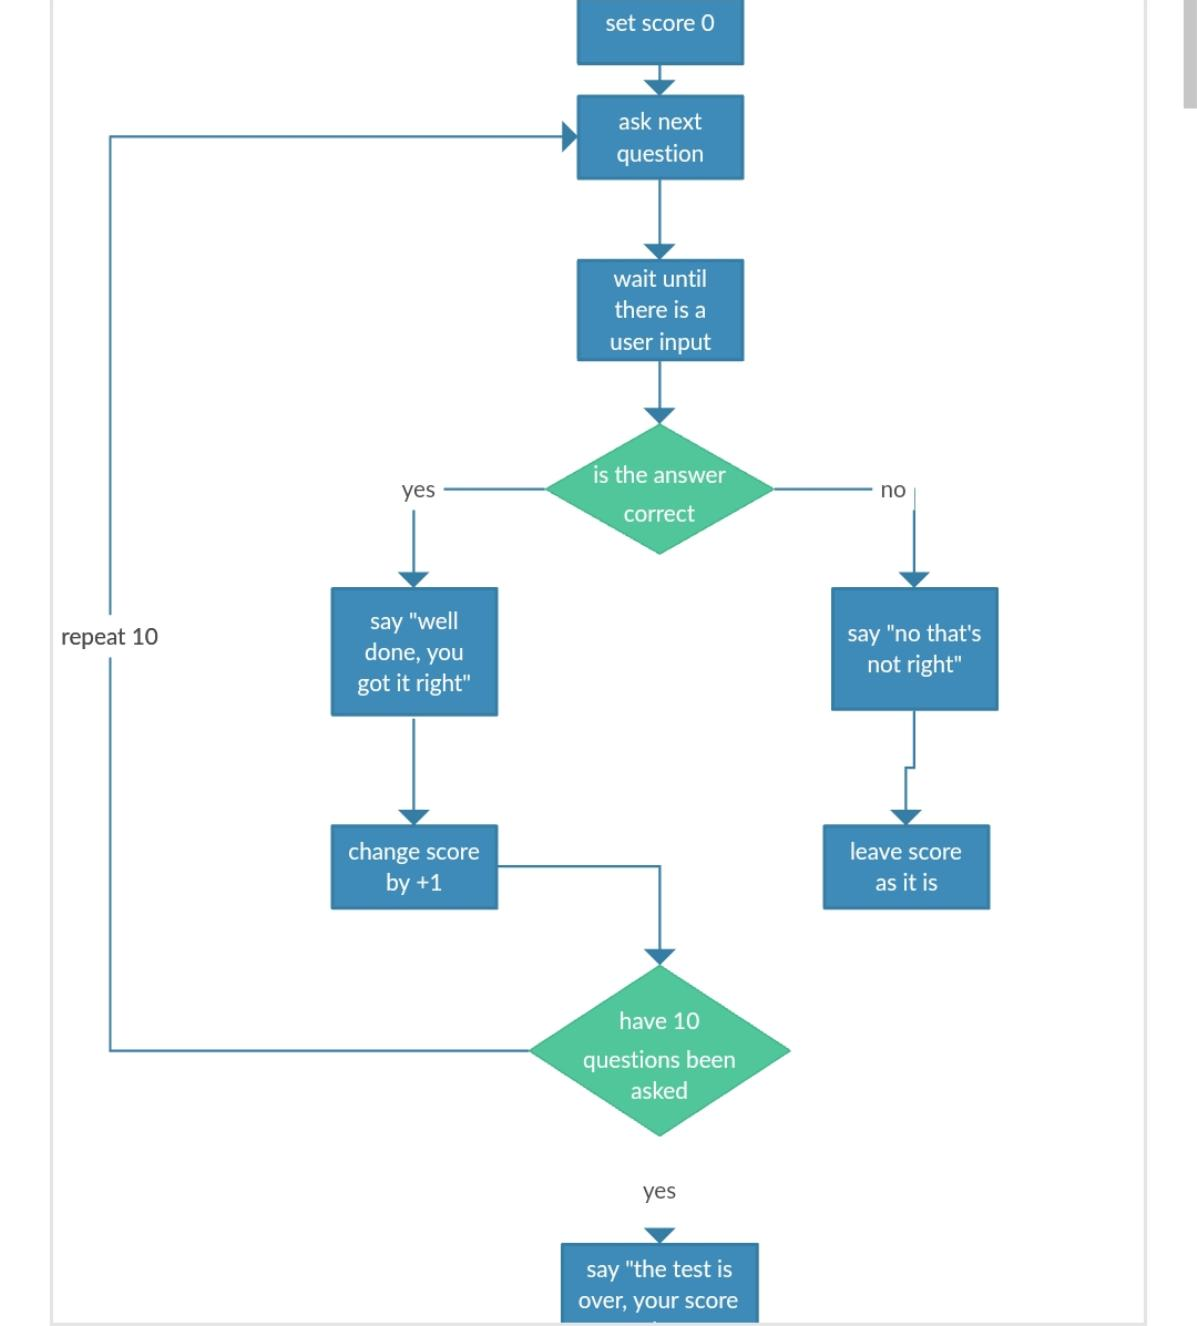 set score 0
ask next
question
wait until
there is a
user input
is the answer
correct
yes
no
say "well
done, you
got it right"
say "no that's
not right"
repeat 10
change score
by +1
leave score
as it is
have 10
questions been
asked
yes
say "the test is
over, your score